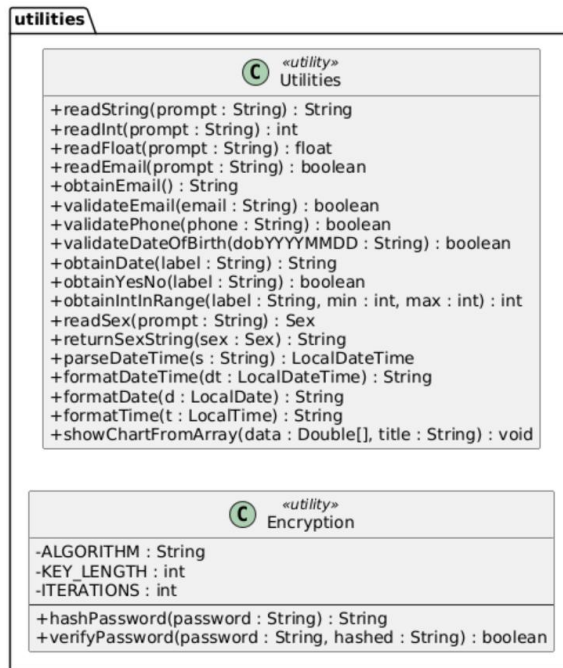 utilities
C
«utility»
Utilities
+readString(prompt : String) : String
+readInt(prompt : String) : int
+readFloat(prompt : String) : float
+readEmail(prompt : String) : boolean
+obtainEmail() : String
+validateEmail(email : String) : boolean
+validatePhone(phone : String) : boolean
+validateDateOfBirth(dobYYYYMMDD : String) : boolean
+obtainDate(label : String) : String
+obtainYesNo(label : String) : boolean
+obtainIntInRange(label : String, min : int, max : int) : int
+readSex(prompt : String) : Sex
+returnSexString(sex : Sex) : String
+parseDateTime(s : String) : LocalDateTime
+formatDateTime(dt : LocalDateTime) : String
+formatDate(d : LocalDate) : String
+formatTime(t : LocalTime) : String
+showChartFromArray(data : Double[], title : String) : void
C
«utility»
Encryption
-ALGORITHM : String
-KEY_LENGTH : int
-ITERATIONS : int
+hashPassword(password : String) : String
+verifyPassword(password : String, hashed : String) : boolean